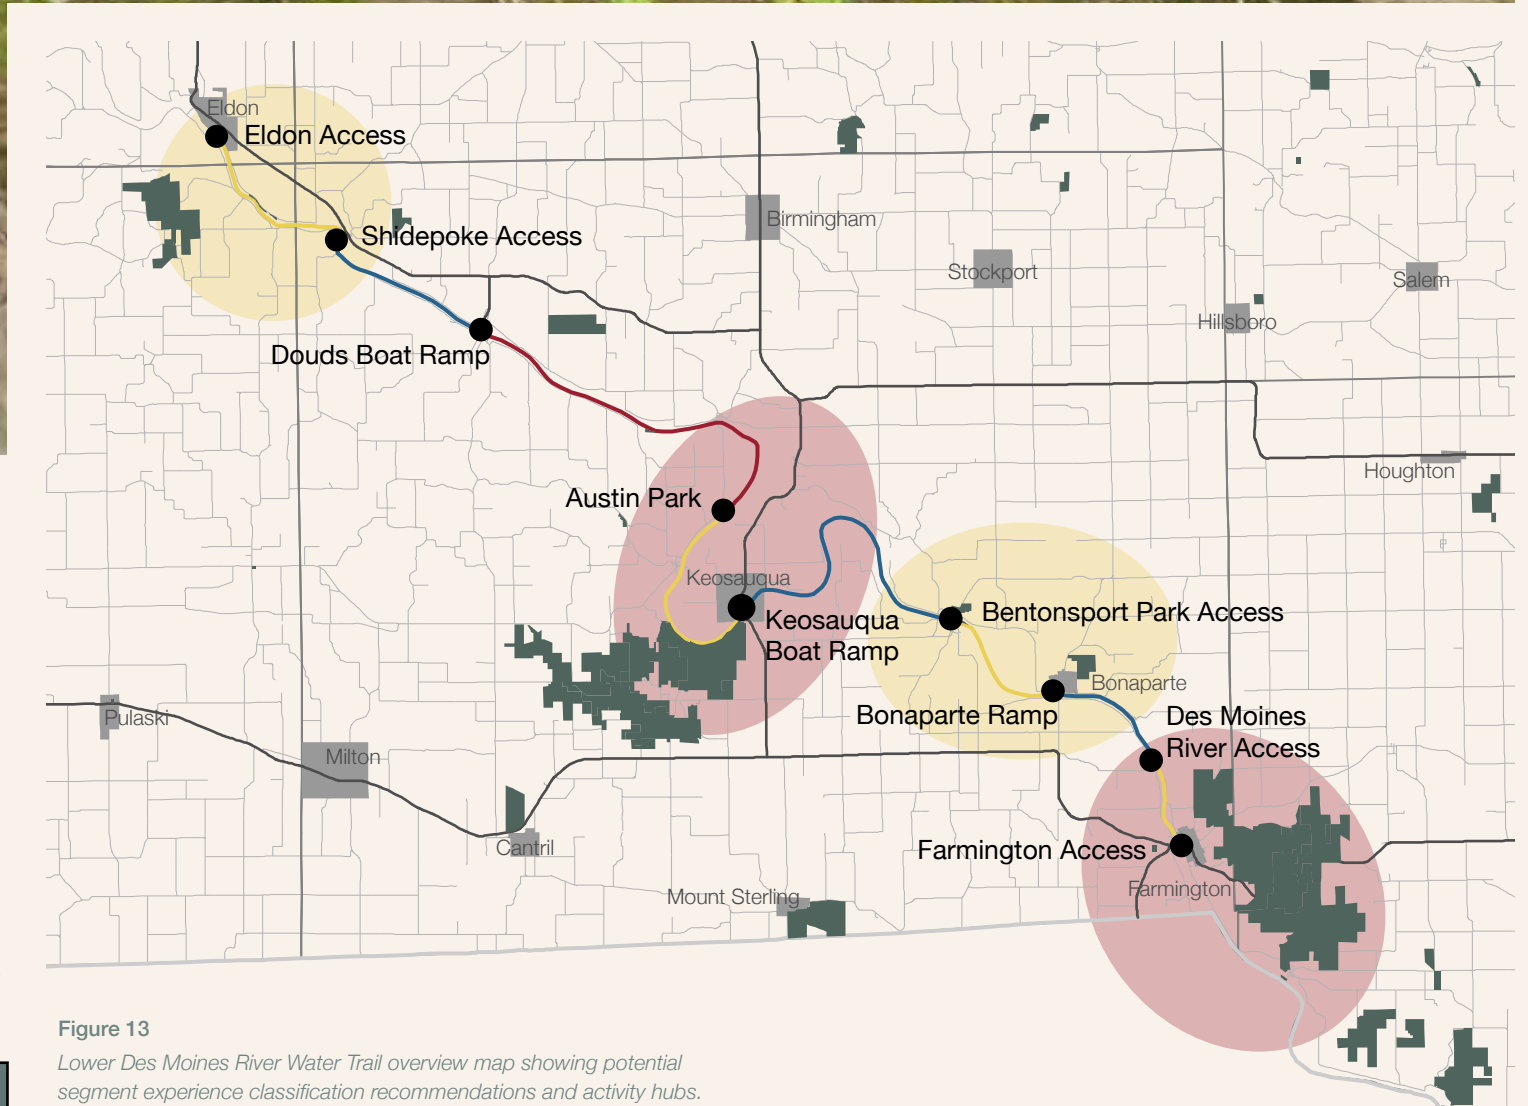 Eldon
Eldon Access
Birmingham
Shidepoke Access
Stockport
Salem
Hillsboro
Douds Boat Ramp
Houghton
Austin Park
Keosauqua
Keosauqua
Boat Ramp
Bentonsport Park Access
Bonaparte
Bonaparte Ramp
Des Moines
River Access
Pulaski
Milton
Cantril
Farmington Access
Farmington
Mount Sterling
Figure 13
Lower Des Moines River Water Trail overview map showing potential
segment experience classification recommendations and activity hubs.